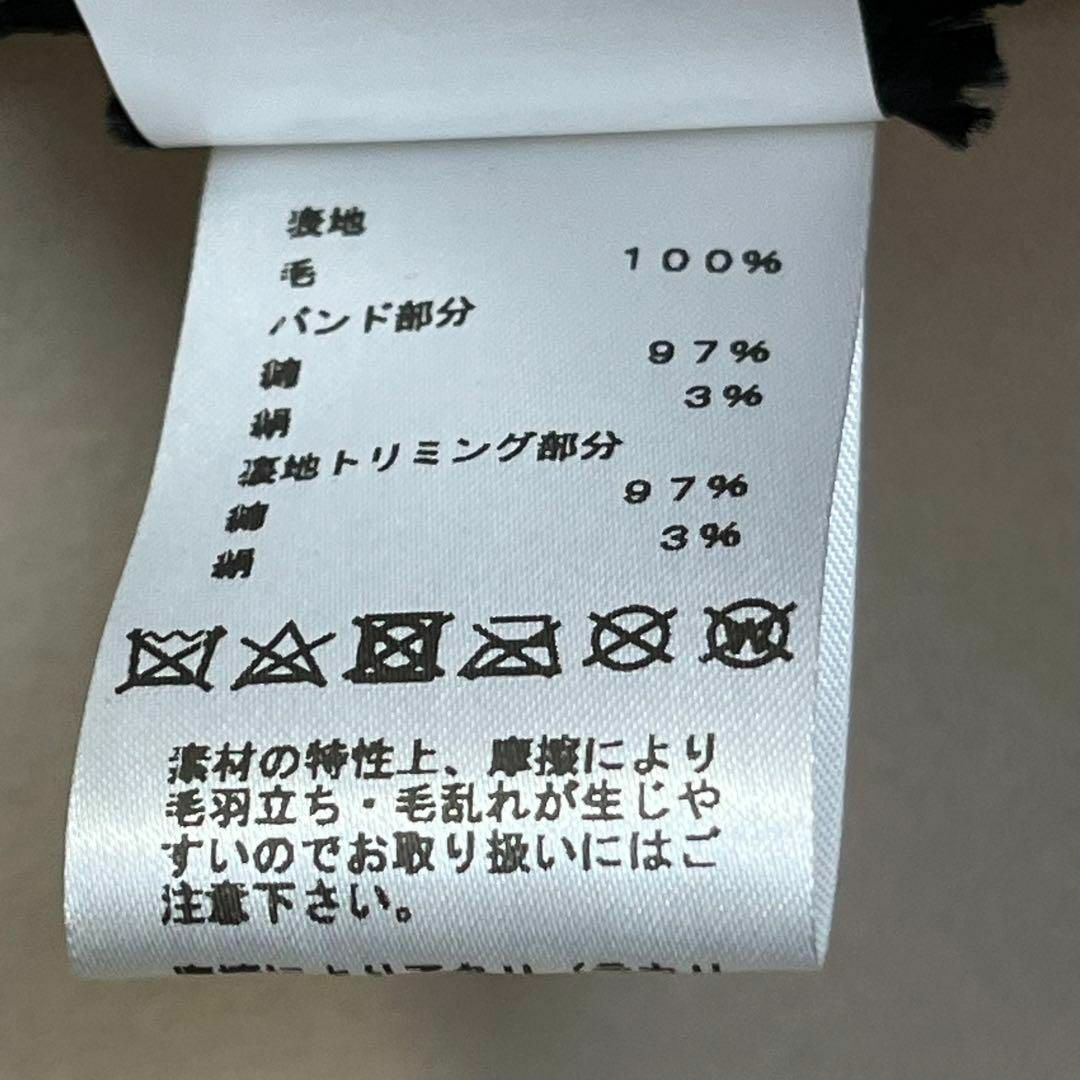 表地
毛 100%
バンド部分
綿 97%
絹 3%
裏地トリミング部分
綿 97%
絹 3%
素材の特性上、摩擦により
毛羽立ち・毛乱れが生じや
すいのでお取り扱いにはご
注意下さい。